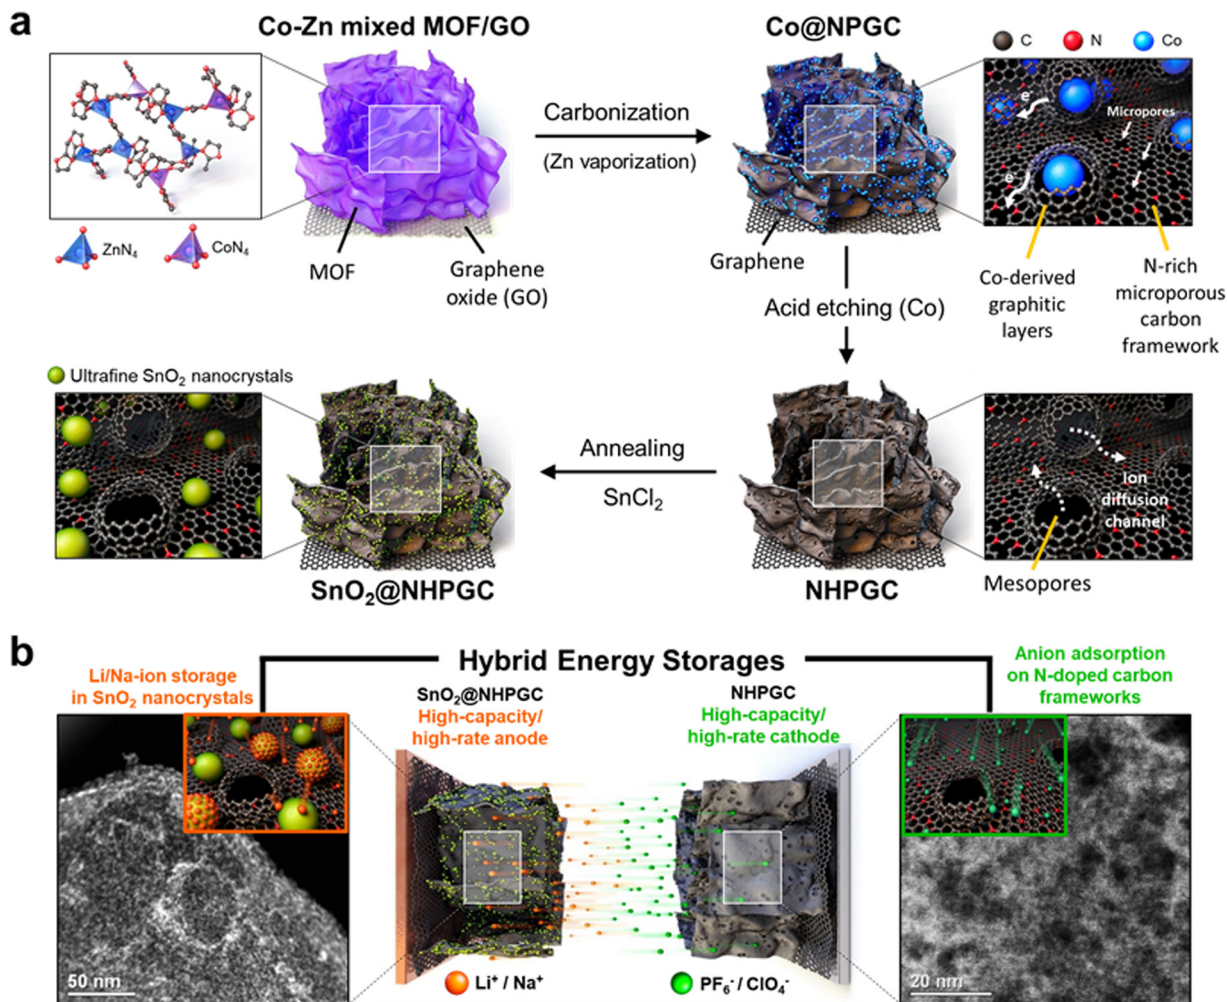 a
Co-Zn mixed MOF/GO
Co@NPGC
C
N
Co
Carbonization
(Zn vaporization)
e⁻
Micropores
e⁻
ZnN₄
CoN₄
MOF
Graphene
oxide (GO)
Graphene
Co-derived
graphitic
layers
N-rich
microporous
carbon
framework
Acid etching (Co)
Ultrafine SnO₂ nanocrystals
Annealing
SnCl₂
Ion
diffusion
channel
SnO₂@NHPGC
NHPGC
Mesopores
b
Hybrid Energy Storages
Li/Na-ion storage
in SnO₂ nanocrystals
SnO₂@NHPGC
High-capacity/
high-rate anode
NHPGC
High-capacity/
high-rate cathode
Anion adsorption
on N-doped carbon
frameworks
50 nm
Li⁺ / Na⁺
PF₆⁻ / ClO₄⁻
20 nm